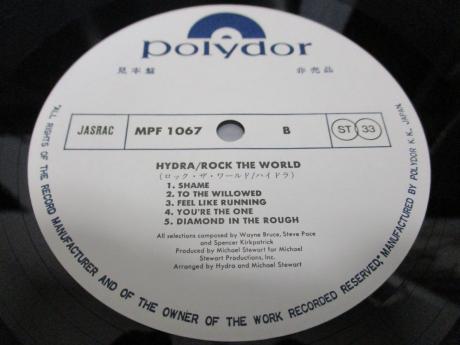 polydor
見本盤 非売品
JASRAC MPF 1067 B ST 33
HYDRA/ROCK THE WORLD
(ロック・ザ・ワールド/ハイドラ)
1. SHAME
2. TO THE WILLOWED
3. FEEL LIKE RUNNING
4. YOU'RE THE ONE
5. DIAMOND IN THE ROUGH
All selections composed by Wayne Bruce, Steve Pace
and Spencer Kirkpatrick
Produced by Michael Stewart for Michael
Stewart Productions, Inc.
Arranged by Hydra and Michael Stewart
"ALL RIGHTS OF THE RECORD MANUFACTURER AND OF THE OWNER OF THE WORK RECORDED RESERVED," MANUFACTURED BY POLYDOR K.K., JAPAN